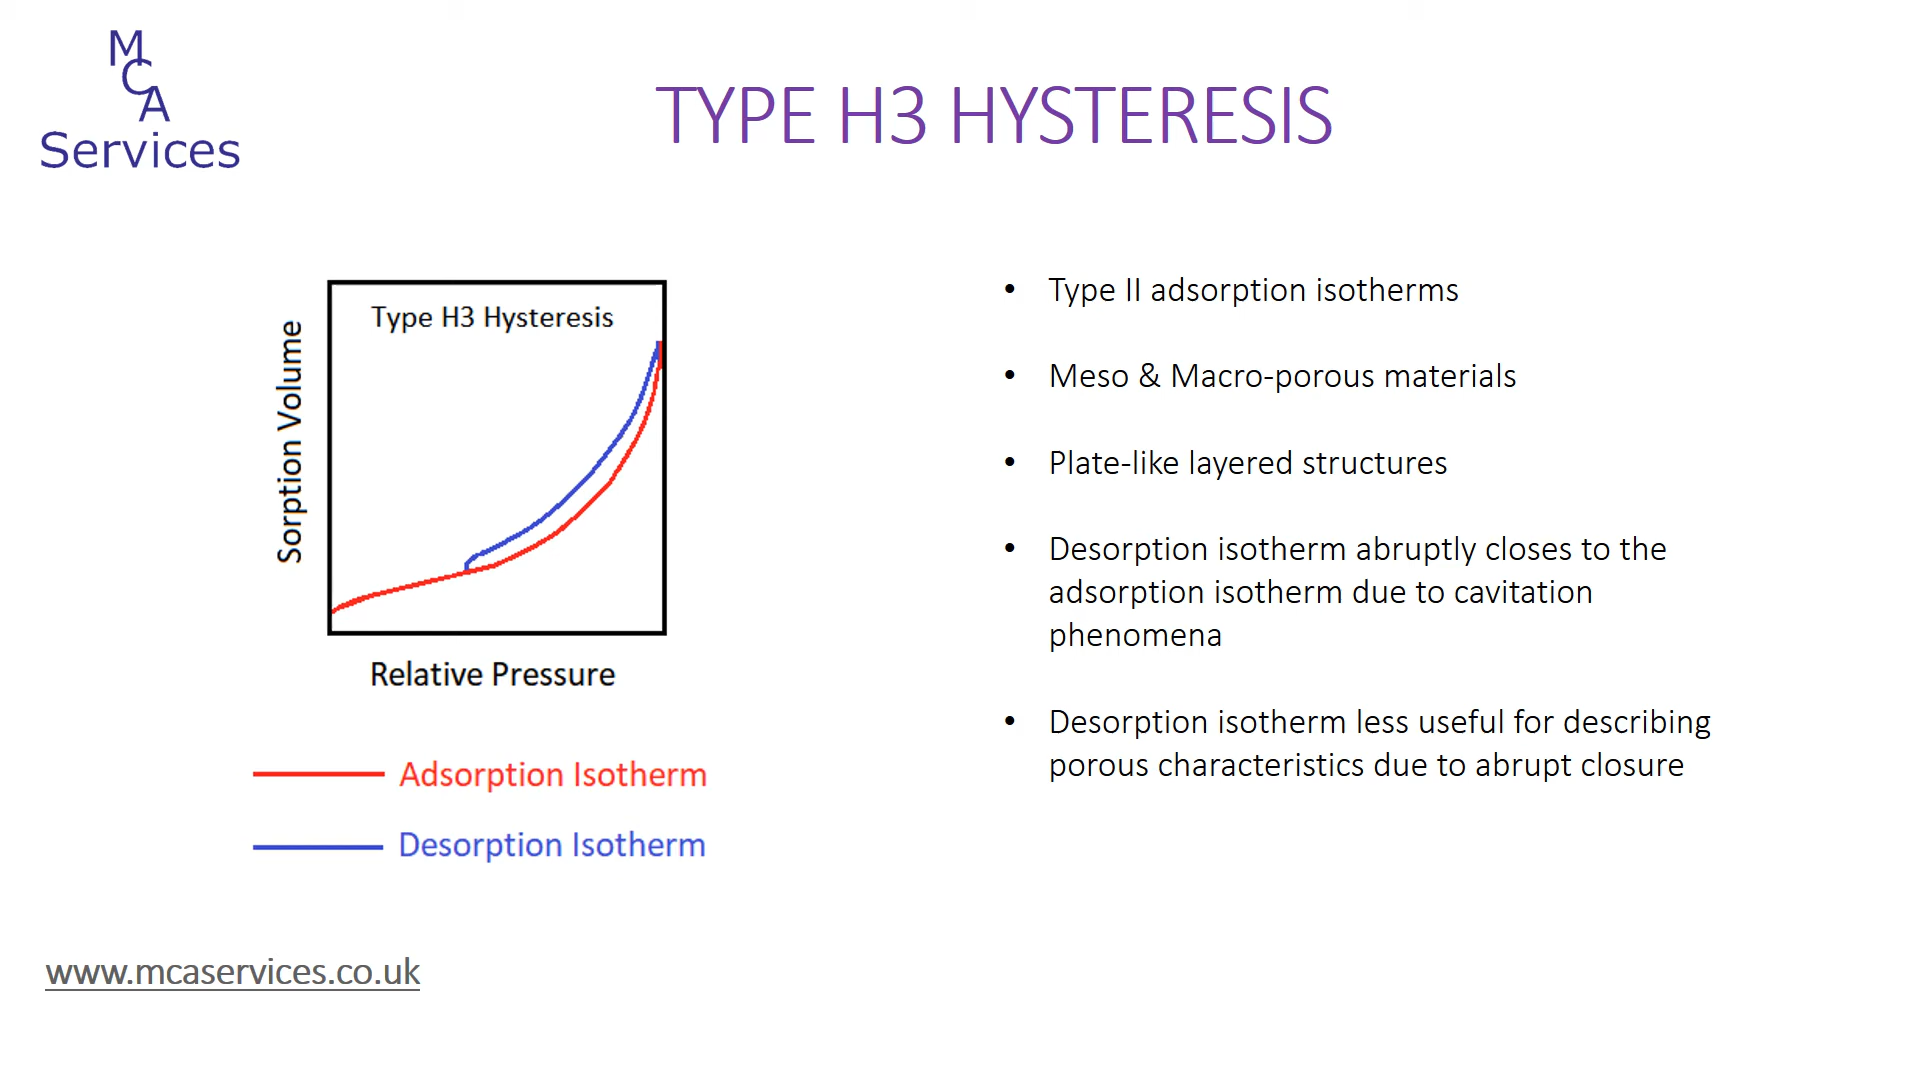 M
C
A
Services
TYPE H3 HYSTERESIS
Type H3 Hysteresis
Sorption Volume
Relative Pressure
Adsorption Isotherm
Desorption Isotherm
• Type II adsorption isotherms
• Meso & Macro-porous materials
• Plate-like layered structures
• Desorption isotherm abruptly closes to the
adsorption isotherm due to cavitation
phenomena
• Desorption isotherm less useful for describing
porous characteristics due to abrupt closure
www.mcaservices.co.uk